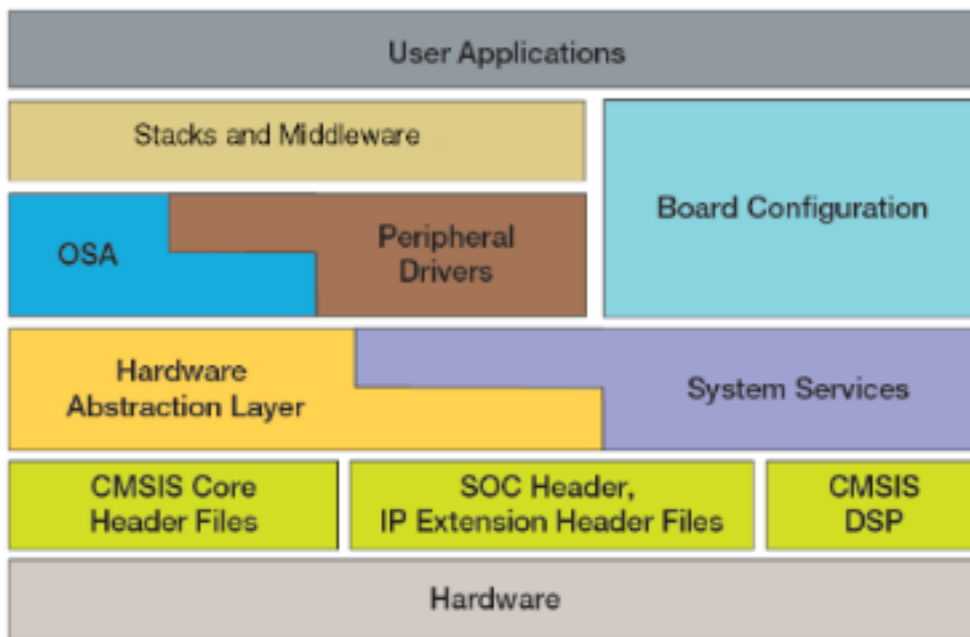 User Applications
Stacks and Middleware
Board Configuration
OSA
Peripheral
Drivers
Hardware
Abstraction Layer
System Services
CMSIS Core
Header Files
SOC Header,
IP Extension Header Files
CMSIS
DSP
Hardware